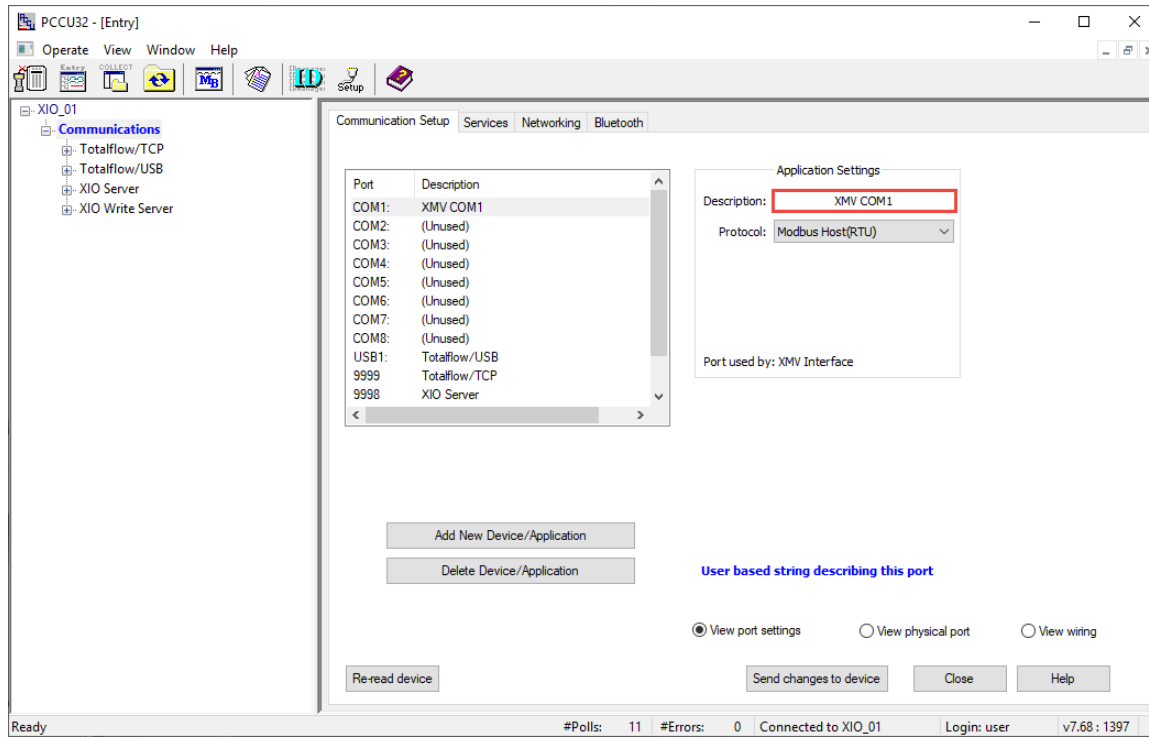 PCCU32 - [Entry]
Operate View Window Help
Entry COLLECT MB ID Setup
XIO_01
Communications
Totalflow/TCP
Totalflow/USB
XIO Server
XIO Write Server
Communication Setup Services Networking Bluetooth
Port Description
COM1: XMV COM1
COM2: (Unused)
COM3: (Unused)
COM4: (Unused)
COM5: (Unused)
COM6: (Unused)
COM7: (Unused)
COM8: (Unused)
USB1: Totalflow/USB
9999 Totalflow/TCP
9998 XIO Server
Application Settings
Description: XMV COM1
Protocol: Modbus Host(RTU)
Port used by: XMV Interface
Add New Device/Application
Delete Device/Application
User based string describing this port
View port settings View physical port View wiring
Re-read device Send changes to device Close Help
Ready #Polls: 11 #Errors: 0 Connected to XIO_01 Login: user v7.68 : 1397